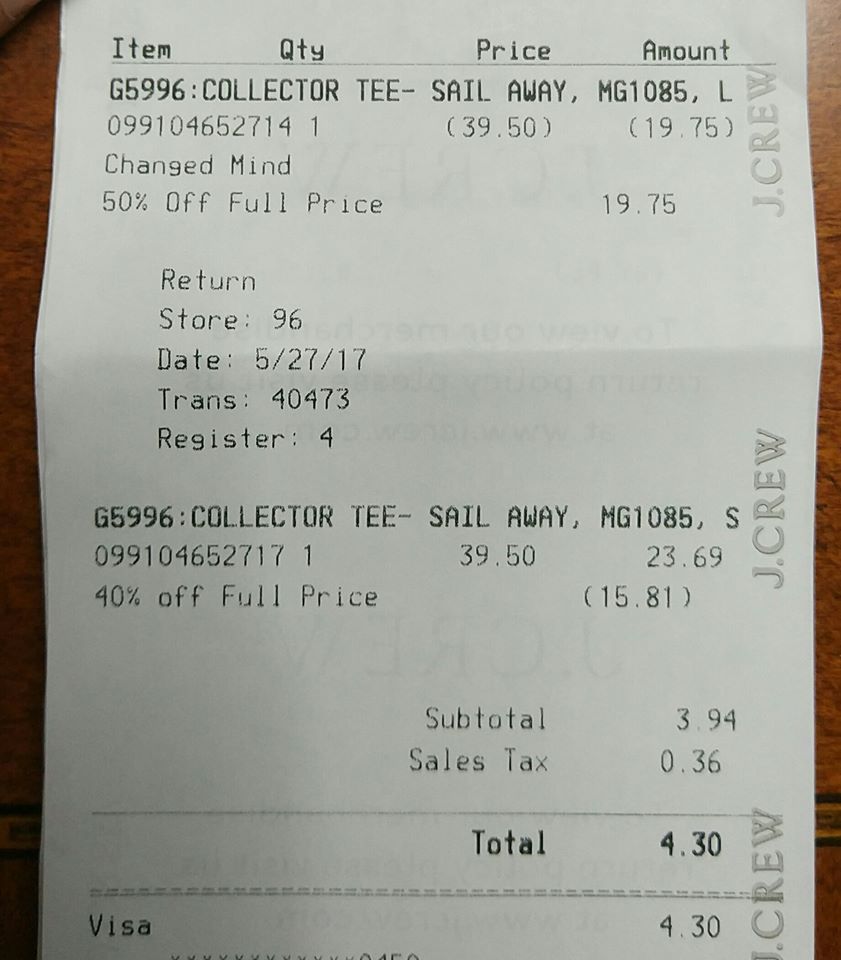 Item Qty Price Amount
G5996:COLLECTOR TEE- SAIL AWAY, MG1085, L
099104652714 1 (39.50) (19.75)
Changed Mind
50% Off Full Price 19.75
Return
Store: 96
Date: 5/27/17
Trans: 40473
Register: 4
G5996:COLLECTOR TEE- SAIL AWAY, MG1085, S
099104652717 1 39.50 23.69
40% off Full Price (15.81)
Subtotal 3.94
Sales Tax 0.36
Total 4.30
Visa 4.30
J.CREW
J.CREW
J.CREW